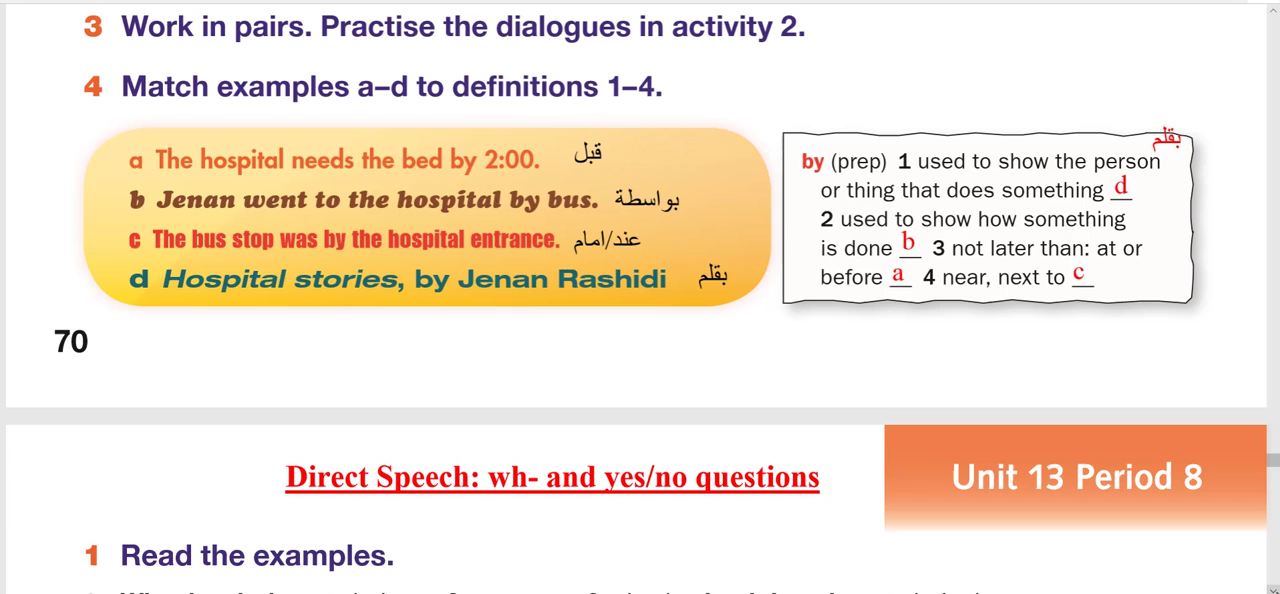 3 Work in pairs. Practise the dialogues in activity 2.
4 Match examples a–d to definitions 1–4.
a The hospital needs the bed by 2:00. قبل
b Jenan went to the hospital by bus. بواسطة
c The bus stop was by the hospital entrance. عند/امام
d Hospital stories, by Jenan Rashidi بقلم
بقلم
by (prep) 1 used to show the person
or thing that does something d
2 used to show how something
is done b 3 not later than: at or
before a 4 near, next to c
70
Direct Speech: wh- and yes/no questions
Unit 13 Period 8
1 Read the examples.